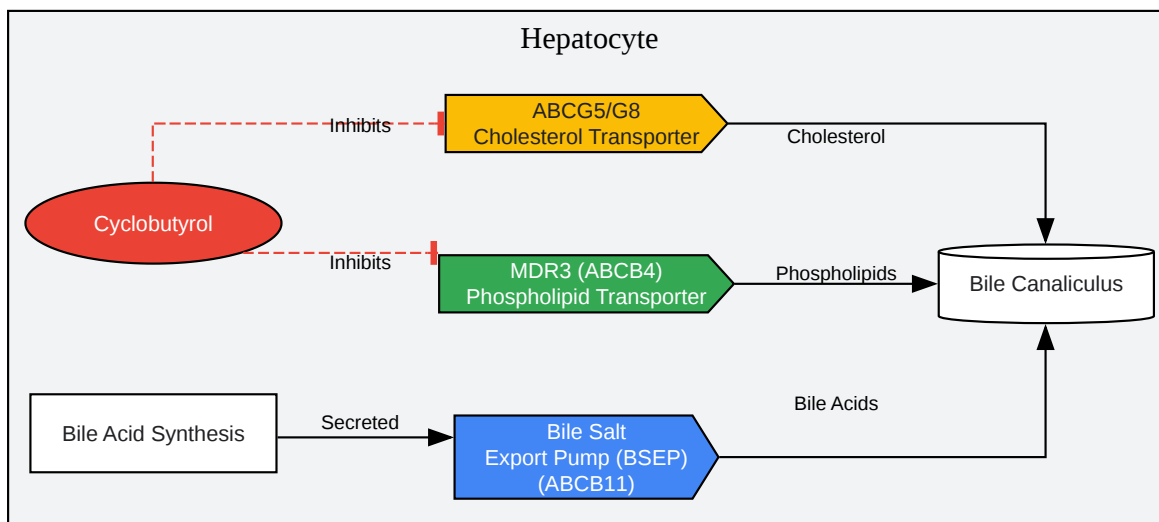 Hepatocyte
ABCG5/G8
Cholesterol Transporter
Inhibits
Cholesterol
Cyclobutyrol
Inhibits
MDR3 (ABCB4)
Phospholipid Transporter
Phospholipids
Bile Canaliculus
Bile Acid Synthesis
Secreted
Bile Salt
Export Pump (BSEP)
(ABCB11)
Bile Acids